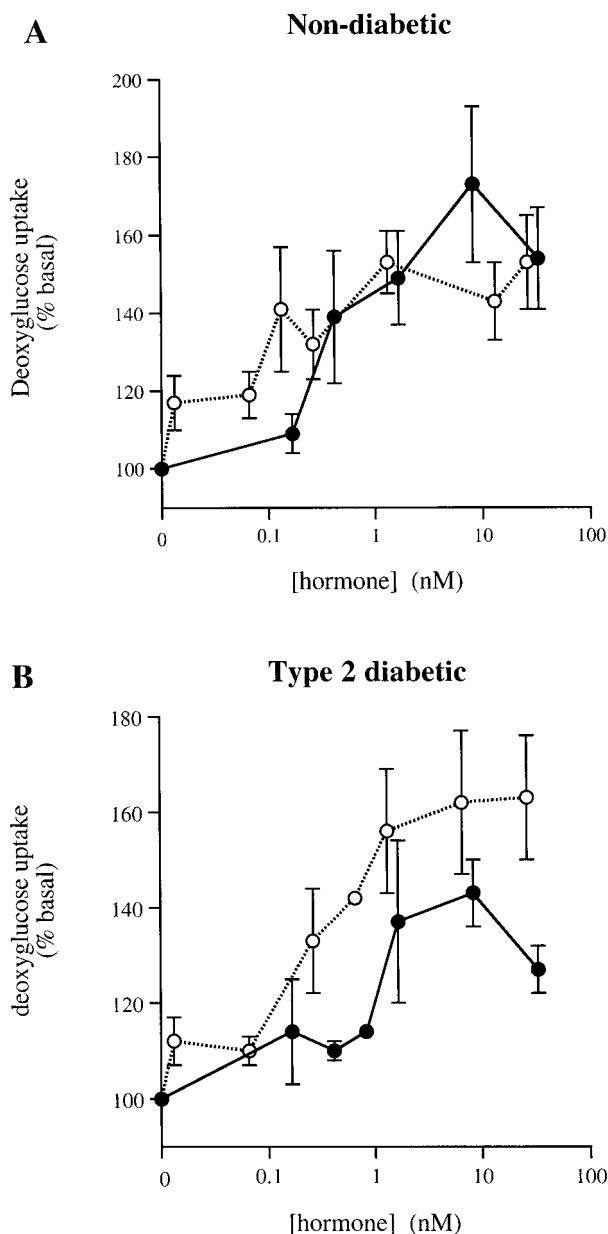 A
Non-diabetic
Deoxyglucose uptake
(% basal)
200
180
160
140
120
100
0
0.1
1
10
100
[hormone] (nM)
B
Type 2 diabetic
deoxyglucose uptake
(% basal)
180
160
140
120
100
0
0.1
1
10
100
[hormone] (nM)